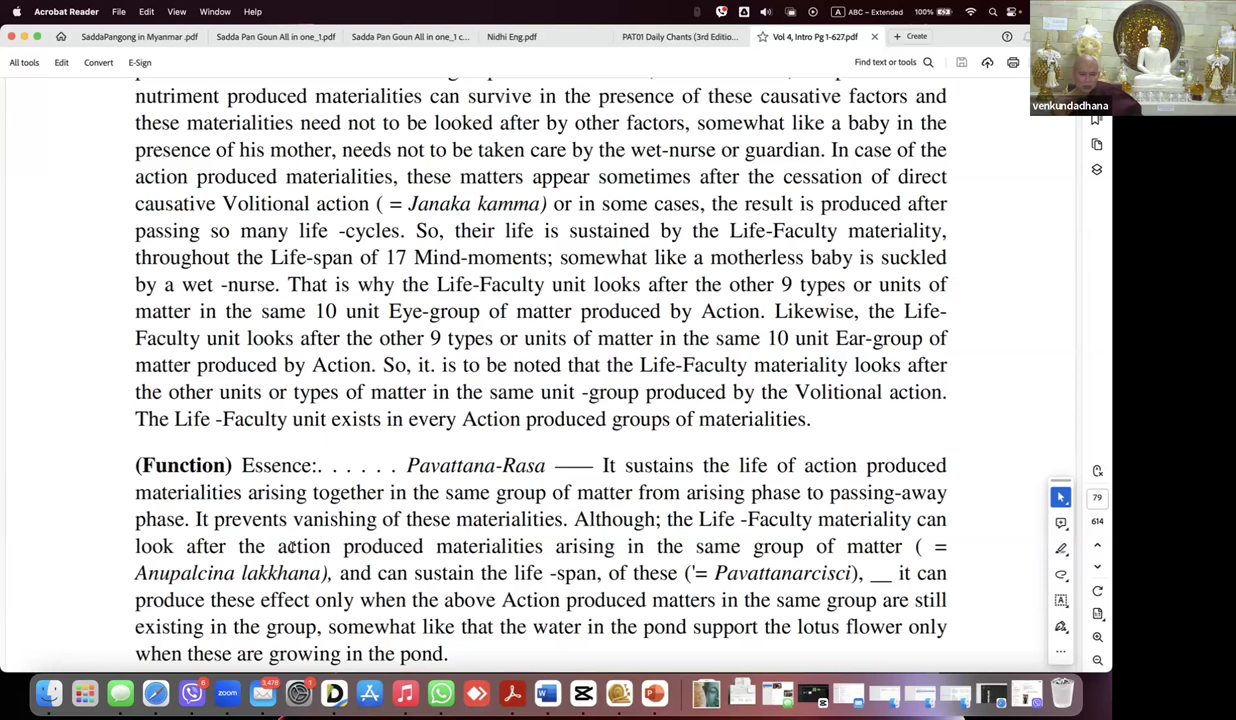 Acrobat Reader File Edit View Window Help
ABC – Extended 100%
SaddaPangong in Myanmar .pdf Sadda Pan Goun All in one_1.pdf Sadda Pan Goun All in one_1 c... Nidhi Eng.pdf PAT01 Daily Chants (3rd Edition... Vol 4, Intro Pg 1-627.pdf + Create
All tools Edit Convert E-Sign Find text or tools
venkundadhana
nutriment produced materialities can survive in the presence of these causative factors and
these materialities need not to be looked after by other factors, somewhat like a baby in the
presence of his mother, needs not to be taken care by the wet-nurse or guardian. In case of the
action produced materialities, these matters appear sometimes after the cessation of direct
causative Volitional action ( = Janaka kamma) or in some cases, the result is produced after
passing so many life -cycles. So, their life is sustained by the Life-Faculty materiality,
throughout the Life-span of 17 Mind-moments; somewhat like a motherless baby is suckled
by a wet -nurse. That is why the Life-Faculty unit looks after the other 9 types or units of
matter in the same 10 unit Eye-group of matter produced by Action. Likewise, the Life-
Faculty unit looks after the other 9 types or units of matter in the same 10 unit Ear-group of
matter produced by Action. So, it. is to be noted that the Life-Faculty materiality looks after
the other units or types of matter in the same unit -group produced by the Volitional action.
The Life -Faculty unit exists in every Action produced groups of materialities.
(Function) Essence:. . . . . . Pavattana-Rasa —— It sustains the life of action produced
materialities arising together in the same group of matter from arising phase to passing-away
phase. It prevents vanishing of these materialities. Although; the Life -Faculty materiality can
look after the action produced materialities arising in the same group of matter ( =
Anupalcina lakkhana), and can sustain the life -span, of these ('= Pavattanarcisci), __ it can
produce these effect only when the above Action produced matters in the same group are still
existing in the group, somewhat like that the water in the pond support the lotus flower only
when these are growing in the pond.
79
614
6
zoom
3,478
1